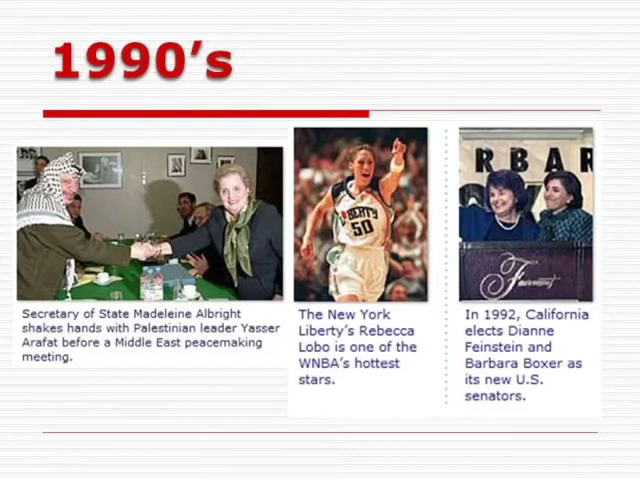 1990’s
Secretary of State Madeleine Albright
shakes hands with Palestinian leader Yasser
Arafat before a Middle East peacemaking
meeting.
LIBERTY
50
The New York
Liberty’s Rebecca
Lobo is one of the
WNBA’s hottest
stars.
RBAR
Fairmont
In 1992, California
elects Dianne
Feinstein and
Barbara Boxer as
its new U.S.
senators.